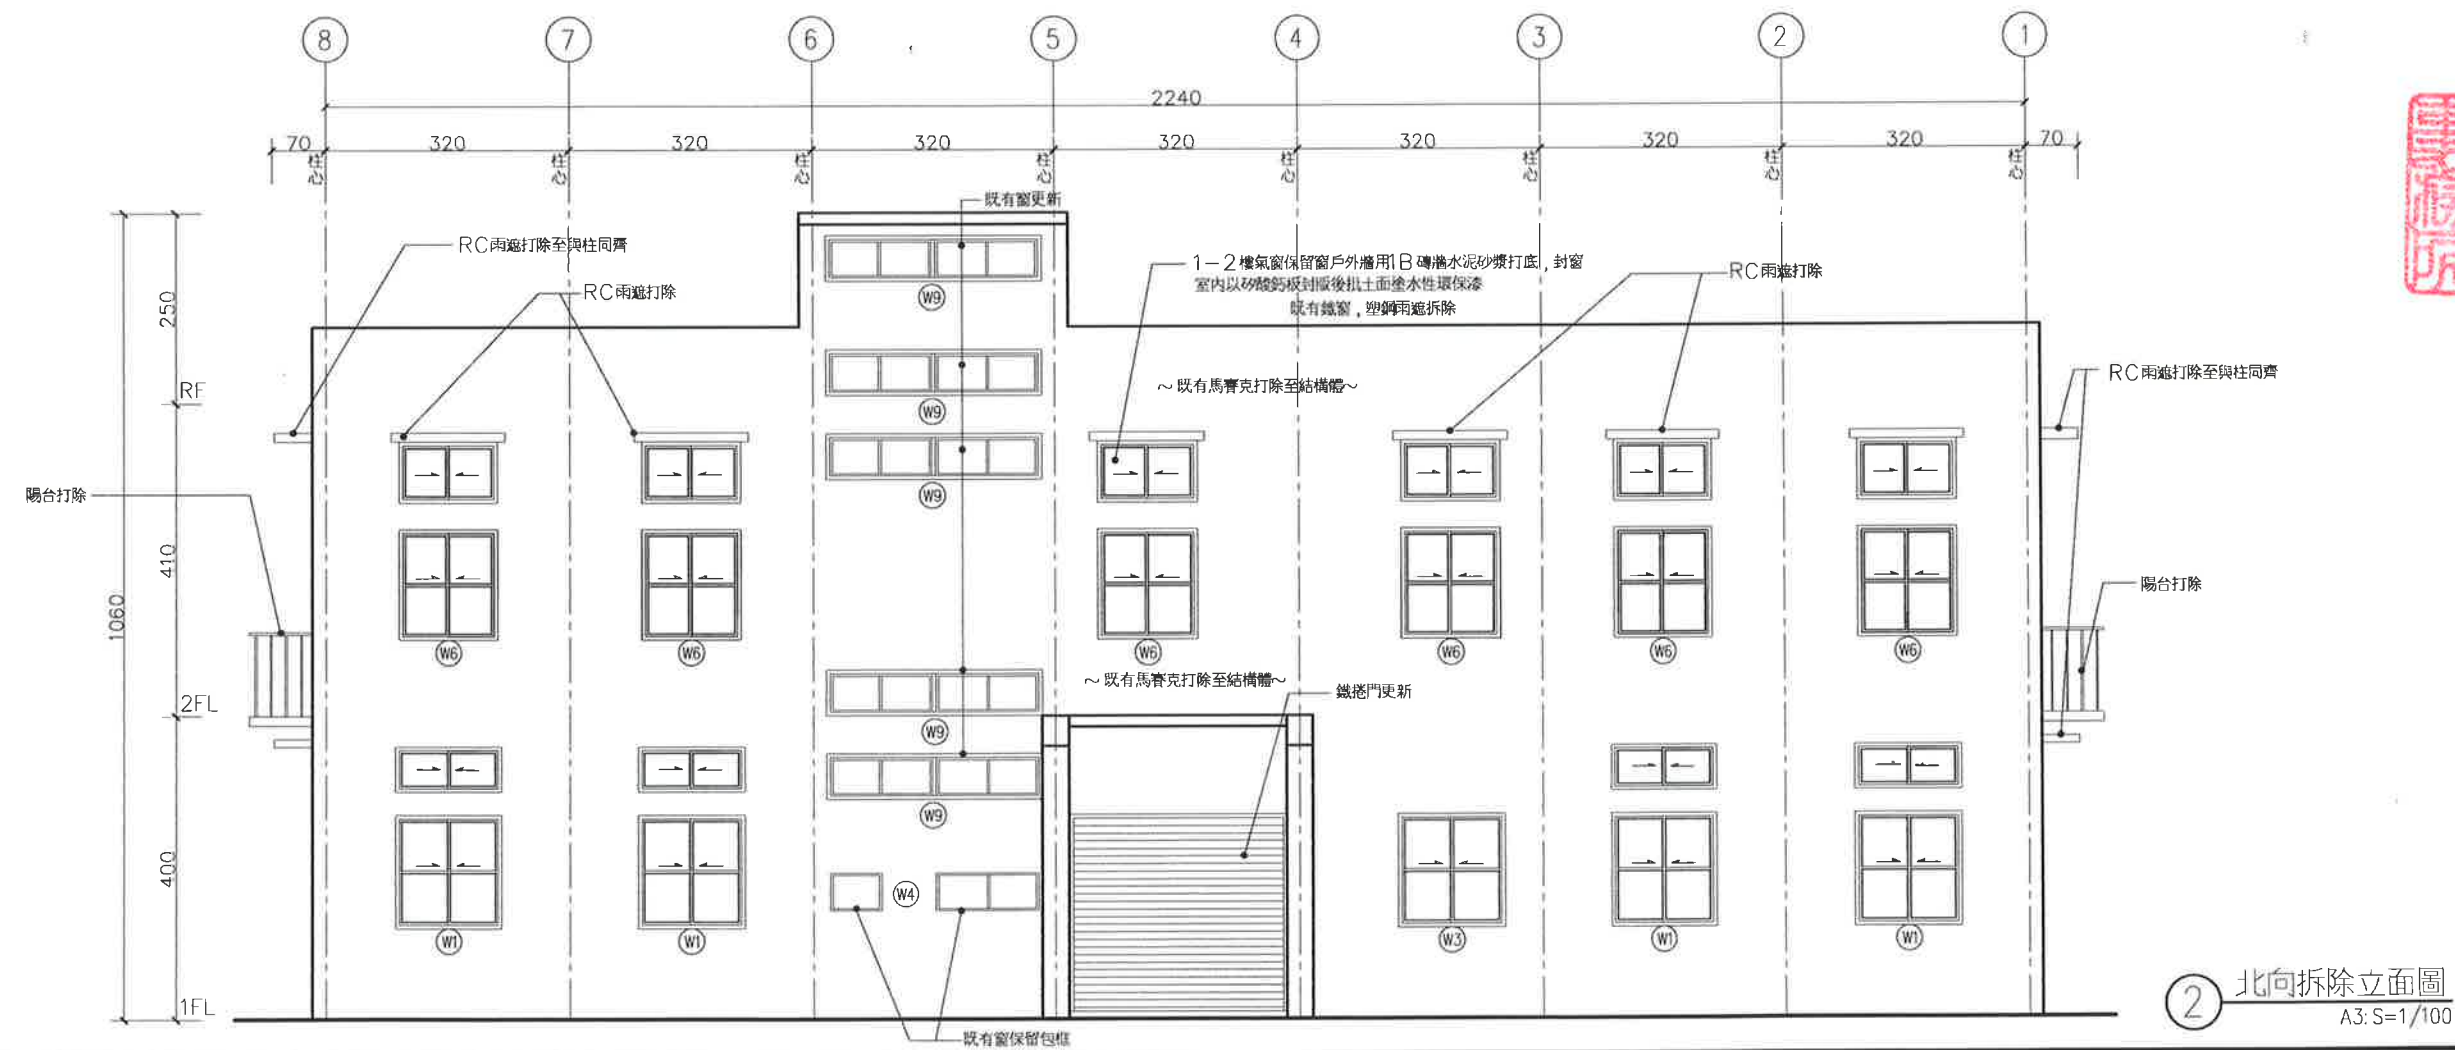 8 7 6 5 4 3 2 1
2240
70 320 320 320 320 320 320 320 70
柱心 柱心 柱心 柱心 柱心 柱心 柱心 柱心
既有窗更新
RC雨遮打除至與柱同齊
1-2樓氣窗保留窗戶外牆用1B磚牆水泥砂漿打底,封窗
室內以矽酸鈣板封版後批土面塗水性環保漆
既有鐵窗,塑鋼雨遮拆除
RC雨遮打除
RC雨遮打除
W9
250
RF
~既有馬賽克打除至結構體~
RC雨遮打除至與柱同齊
W9
陽台打除
W9
410
1060
陽台打除
W6 W6 W6 W6 W6 W6
~既有馬賽克打除至結構體~
鐵捲門更新
2FL
W9
W9
400
W4
W1 W1 W3 W1 W1
1FL
既有窗保留包框
2 北向拆除立面圖
A3: S=1/100